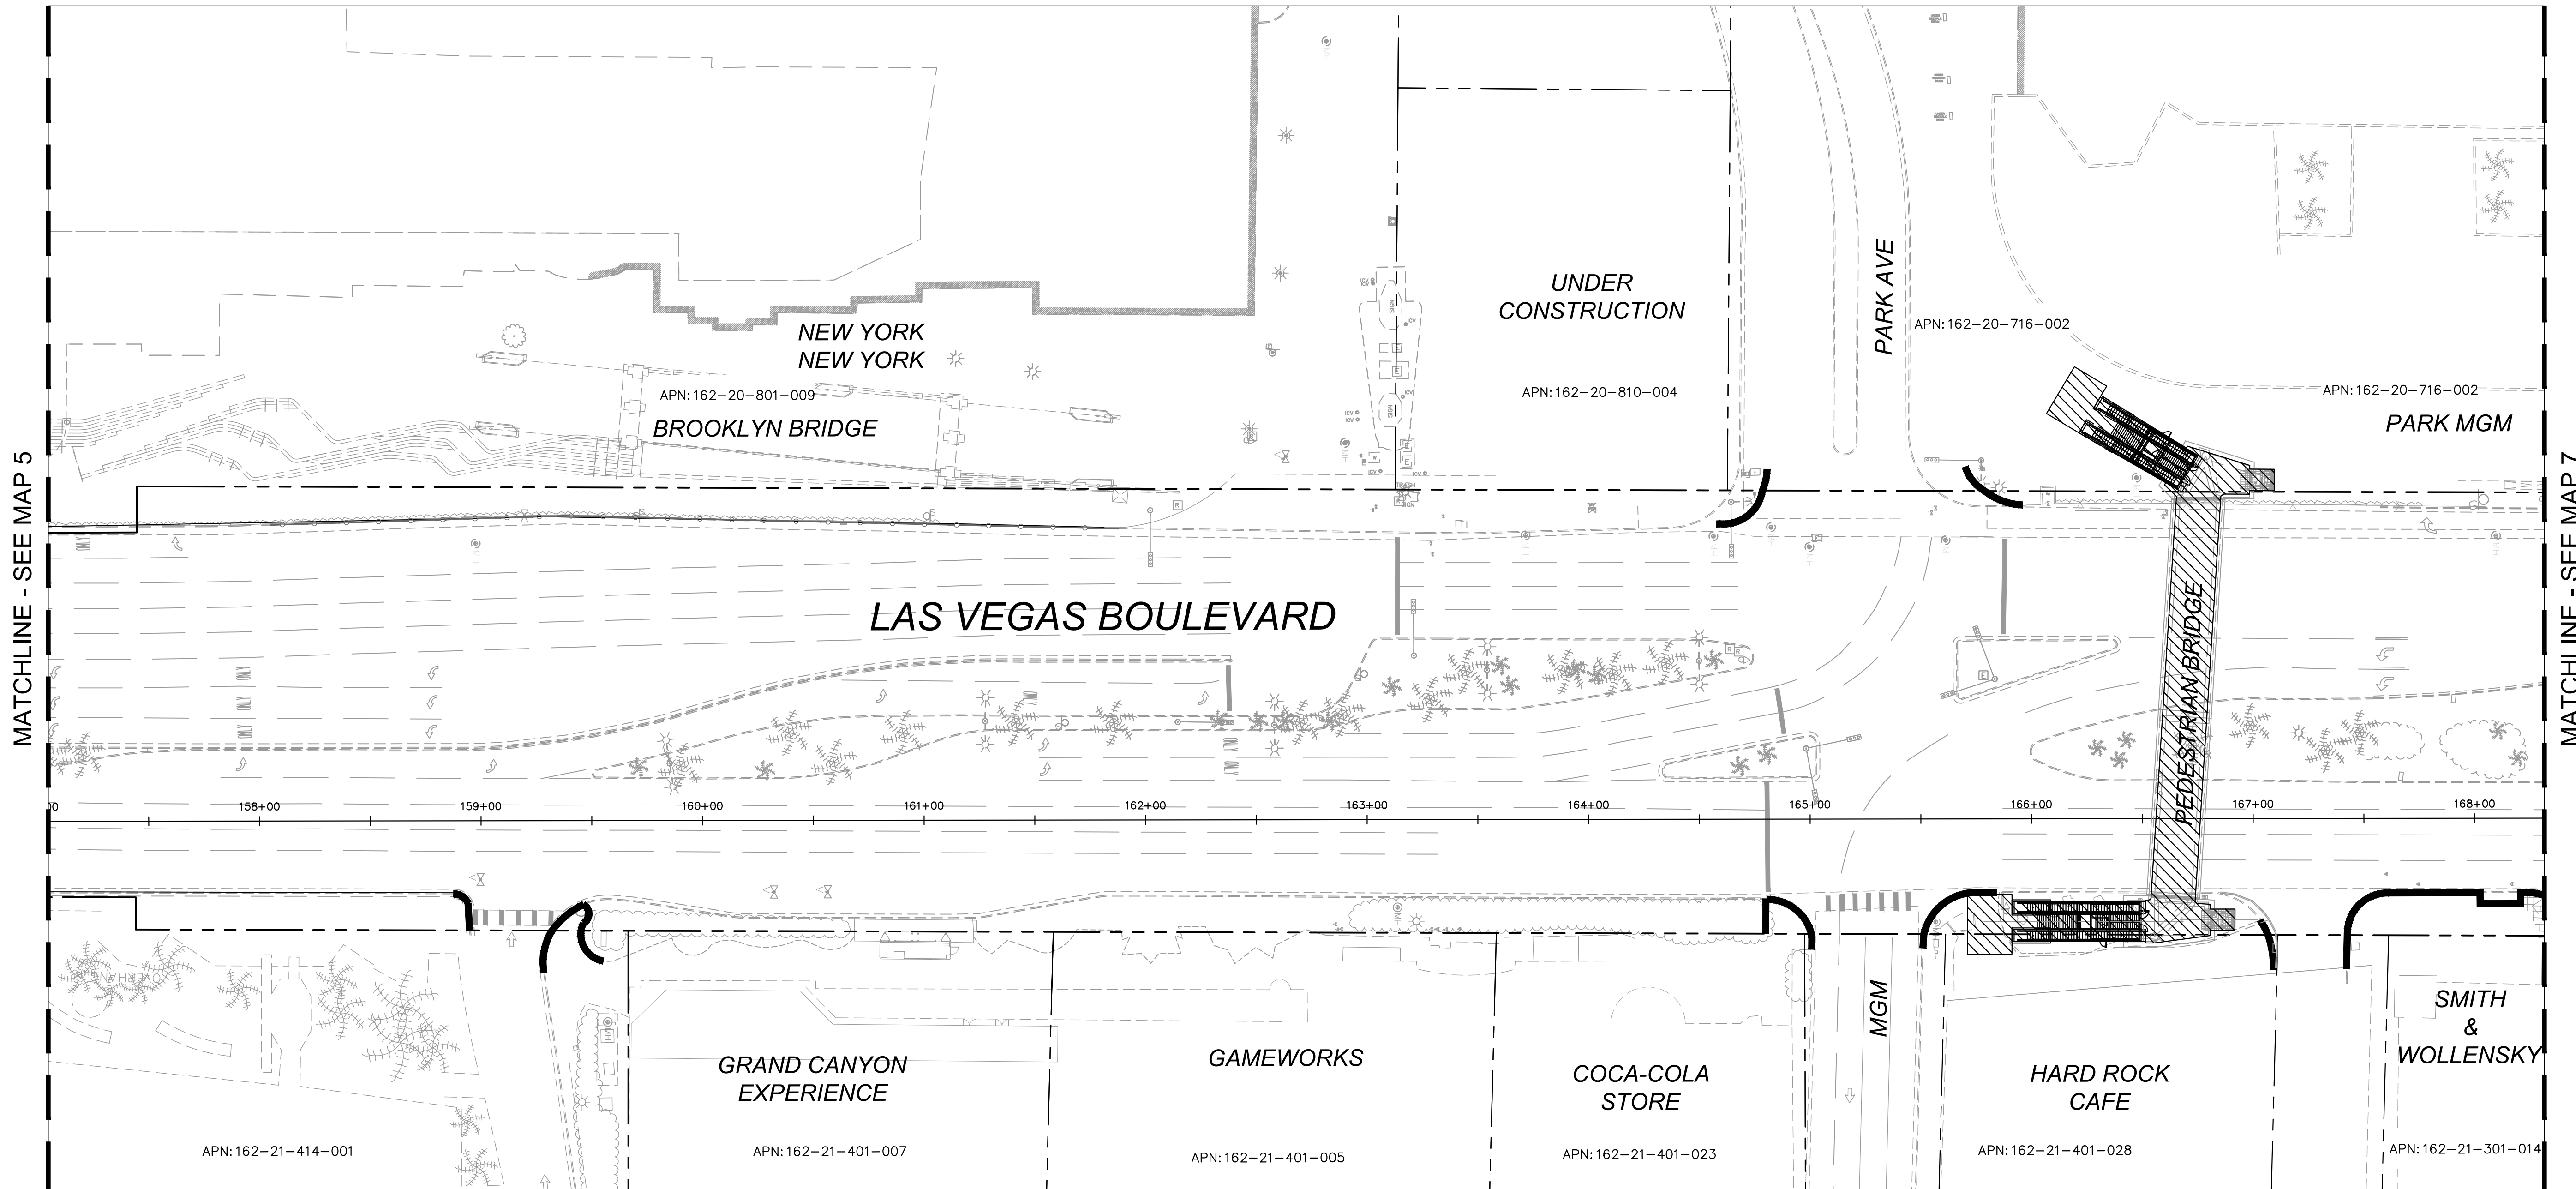 MATCHLINE - SEE MAP 5
NEW YORK
NEW YORK
APN: 162-20-801-009
BROOKLYN BRIDGE
UNDER
CONSTRUCTION
APN: 162-20-810-004
PARK AVE
APN: 162-20-716-002
APN: 162-20-716-002
PARK MGM
LAS VEGAS BOULEVARD
PEDESTRIAN BRIDGE
158+00
159+00
160+00
161+00
162+00
163+00
164+00
165+00
166+00
167+00
168+00
GRAND CANYON
EXPERIENCE
GAMEWORKS
COCA-COLA
STORE
MGM
HARD ROCK
CAFE
SMITH
&
WOLLENSKY
APN: 162-21-414-001
APN: 162-21-401-007
APN: 162-21-401-005
APN: 162-21-401-023
APN: 162-21-401-028
APN: 162-21-301-014
MATCHLINE - SEE MAP 7